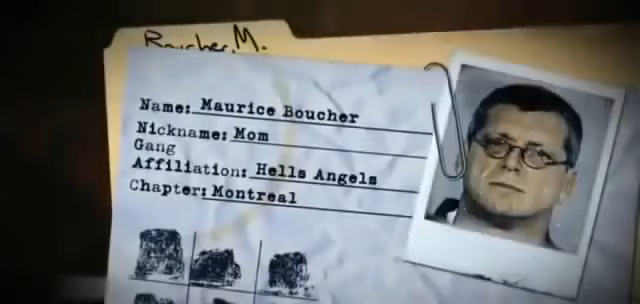 Boucher, M.
Name: Maurice Boucher
Nickname: Mom
Gang
Affiliation: Hells Angels
Chapter: Montreal